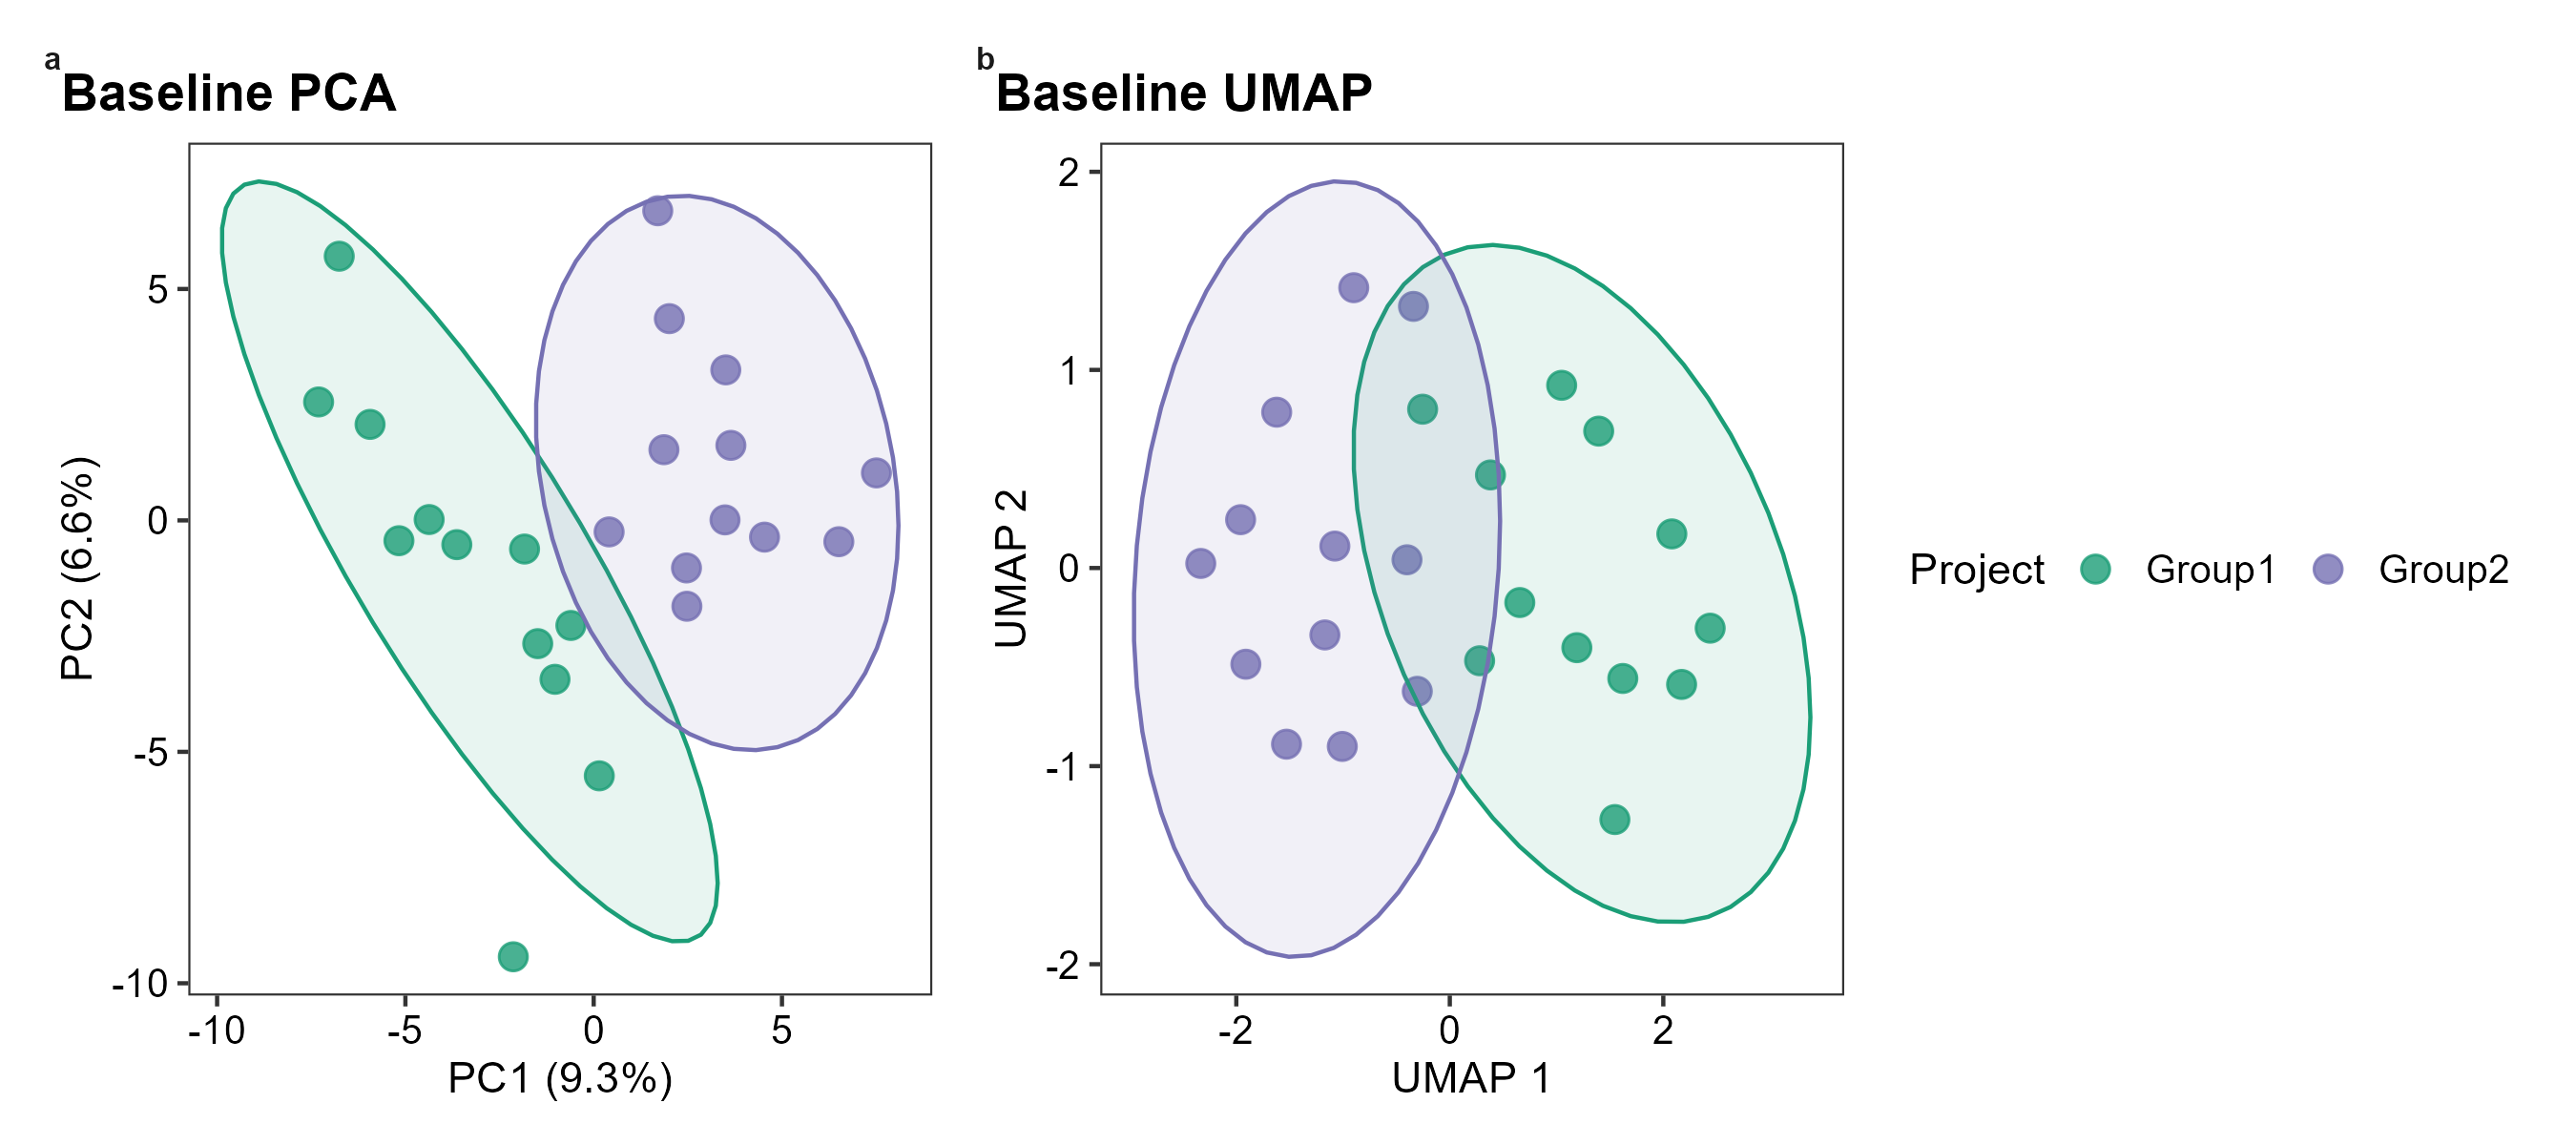 a
Baseline PCA
5
0
-5
-10
PC2 (6.6%)
-10 -5 0 5
PC1 (9.3%)
b
Baseline UMAP
2
1
0
-1
-2
UMAP 2
-2 0 2
UMAP 1
Project Group1 Group2